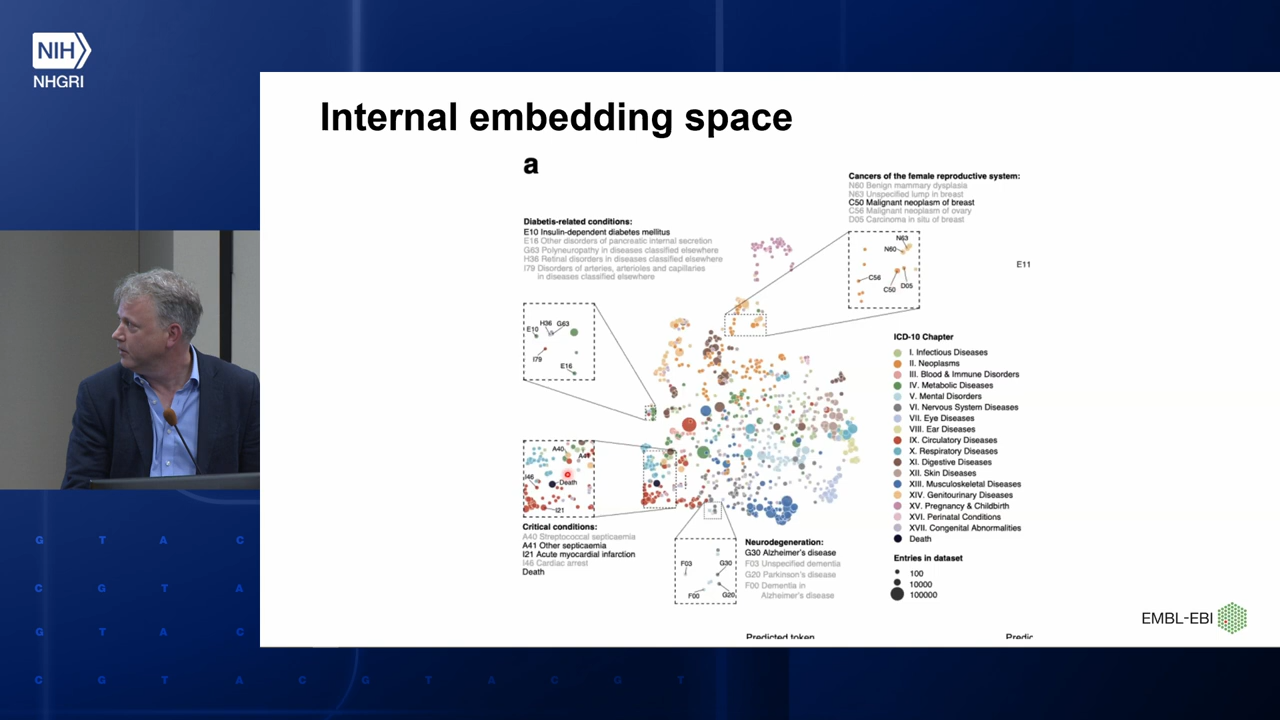 NIH
NHGRI
Internal embedding space
a
Cancers of the female reproductive system:
N60 Benign mammary dysplasia
N63 Unspecified lump in breast
C50 Malignant neoplasm of breast
C56 Malignant neoplasm of ovary
D05 Carcinoma in situ of breast
N63
N60
C56
C50
D05
E11
Diabetis-related conditions:
E10 Insulin-dependent diabetes mellitus
E16 Other disorders of pancreatic internal secretion
G63 Polyneuropathy in diseases classified elsewhere
H36 Retinal disorders in diseases classified elsewhere
I79 Disorders of arteries, arterioles and capillaries
in diseases classified elsewhere
E10
H36
G63
I79
E16
ICD-10 Chapter
I. Infectious Diseases
II. Neoplasms
III. Blood & Immune Disorders
IV. Metabolic Diseases
V. Mental Disorders
VI. Nervous System Diseases
VII. Eye Diseases
VIII. Ear Diseases
IX. Circulatory Diseases
X. Respiratory Diseases
XI. Digestive Diseases
XII. Skin Diseases
XIII. Musculoskeletal Diseases
XIV. Genitourinary Diseases
XV. Pregnancy & Childbirth
XVI. Perinatal Conditions
XVII. Congenital Abnormalities
Death
Entries in dataset
100
10000
100000
A40
A41
I46
Death
I21
Critical conditions:
A40 Streptococcal septicaemia
A41 Other septicaemia
I21 Acute myocardial infarction
I46 Cardiac arrest
Death
F03
G30
F00
G20
Neurodegeneration:
G30 Alzheimer's disease
F03 Unspecified dementia
G20 Parkinson's disease
F00 Dementia in
Alzheimer's disease
Predicted token
Predic
EMBL-EBI
G T A C
C G T A
G T A C
C G T A C G T A C G T